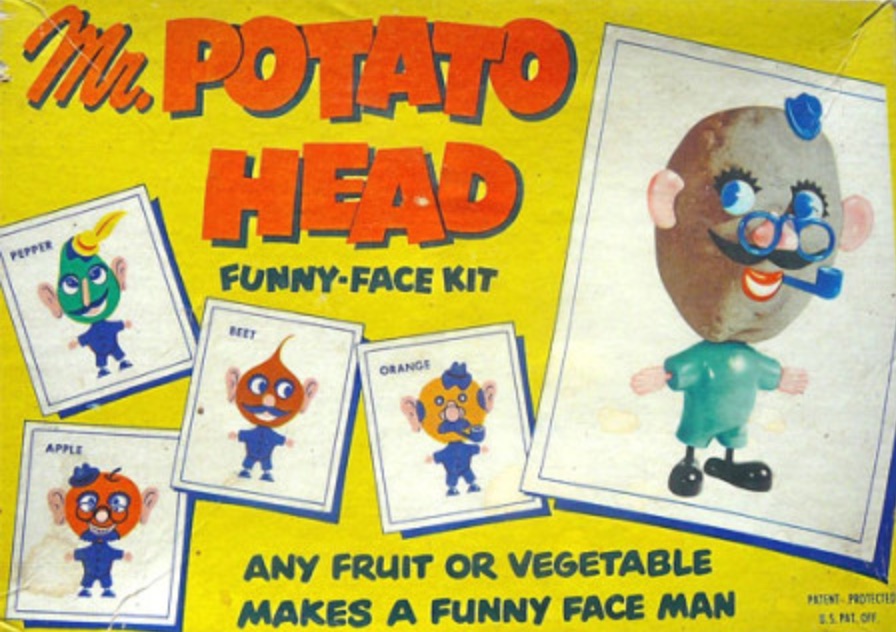 Mr. POTATO
HEAD
FUNNY-FACE KIT
PEPPER
BEET
ORANGE
APPLE
ANY FRUIT OR VEGETABLE
MAKES A FUNNY FACE MAN
PATENT-PROTECTED
U.S. PAT. OFF.